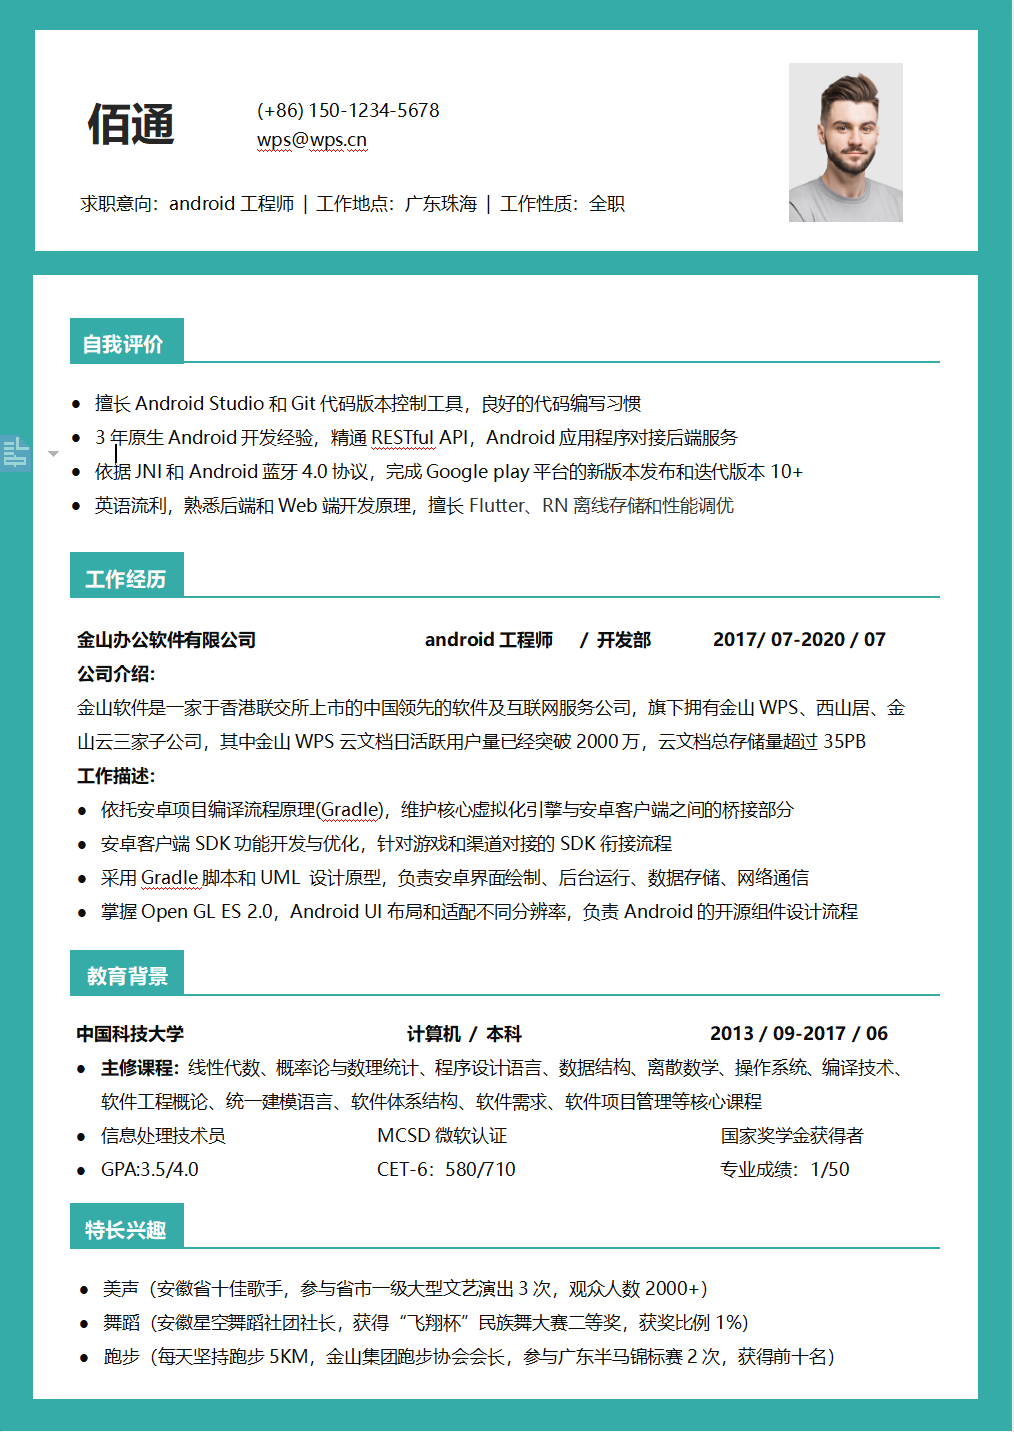 佰通
(+86) 150-1234-5678
wps@wps.cn
求职意向：android 工程师 | 工作地点：广东珠海 | 工作性质：全职
自我评价
● 擅长 Android Studio 和 Git 代码版本控制工具，良好的代码编写习惯
● 3 年原生 Android 开发经验，精通 RESTful API，Android 应用程序对接后端服务
● 依据 JNI 和 Android 蓝牙 4.0 协议，完成 Google play 平台的新版本发布和迭代版本 10+
● 英语流利，熟悉后端和 Web 端开发原理，擅长 Flutter、RN 离线存储和性能调优
工作经历
金山办公软件有限公司 android 工程师 / 开发部 2017/ 07-2020 / 07
公司介绍：
金山软件是一家于香港联交所上市的中国领先的软件及互联网服务公司，旗下拥有金山 WPS、西山居、金
山云三家子公司，其中金山 WPS 云文档日活跃用户量已经突破 2000 万，云文档总存储量超过 35PB
工作描述：
● 依托安卓项目编译流程原理(Gradle)，维护核心虚拟化引擎与安卓客户端之间的桥接部分
● 安卓客户端 SDK 功能开发与优化，针对游戏和渠道对接的 SDK 衔接流程
● 采用 Gradle 脚本和 UML 设计原型，负责安卓界面绘制、后台运行、数据存储、网络通信
● 掌握 Open GL ES 2.0，Android UI 布局和适配不同分辨率，负责 Android 的开源组件设计流程
教育背景
中国科技大学 计算机 / 本科 2013 / 09-2017 / 06
● 主修课程：线性代数、概率论与数理统计、程序设计语言、数据结构、离散数学、操作系统、编译技术、
软件工程概论、统一建模语言、软件体系结构、软件需求、软件项目管理等核心课程
● 信息处理技术员 MCSD 微软认证 国家奖学金获得者
● GPA:3.5/4.0 CET-6：580/710 专业成绩：1/50
特长兴趣
● 美声（安徽省十佳歌手，参与省市一级大型文艺演出 3 次，观众人数 2000+）
● 舞蹈（安徽星空舞蹈社团社长，获得“飞翔杯”民族舞大赛二等奖，获奖比例 1%）
● 跑步（每天坚持跑步 5KM，金山集团跑步协会会长，参与广东半马锦标赛 2 次，获得前十名）